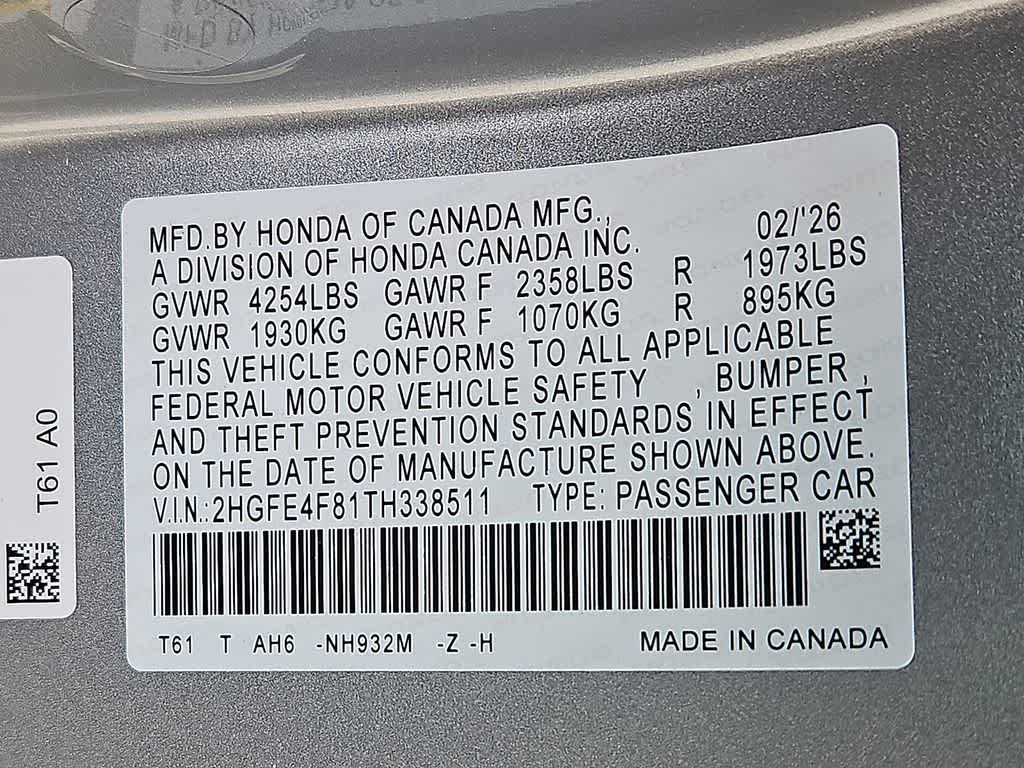 MFD BY Honda
MFD.BY HONDA OF CANADA MFG.,
A DIVISION OF HONDA CANADA INC. 02/'26
GVWR 4254LBS GAWR F 2358LBS R 1973LBS
GVWR 1930KG GAWR F 1070KG R 895KG
THIS VEHICLE CONFORMS TO ALL APPLICABLE
FEDERAL MOTOR VEHICLE SAFETY , BUMPER ,
AND THEFT PREVENTION STANDARDS IN EFFECT
ON THE DATE OF MANUFACTURE SHOWN ABOVE.
V.I.N.:2HGFE4F81TH338511 TYPE: PASSENGER CAR
T61 T AH6 -NH932M -Z -H MADE IN CANADA
T61 A0